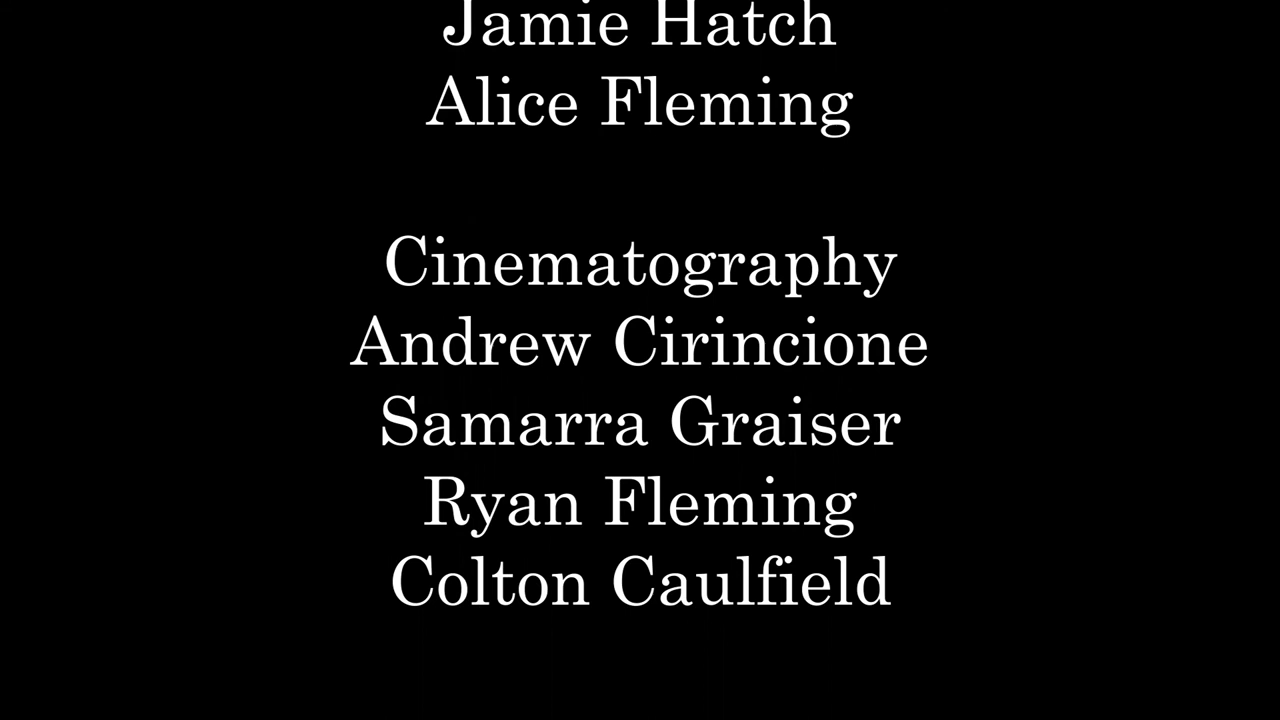 Jamie Hatch
Alice Fleming
Cinematography
Andrew Cirincione
Samarra Graiser
Ryan Fleming
Colton Caulfield